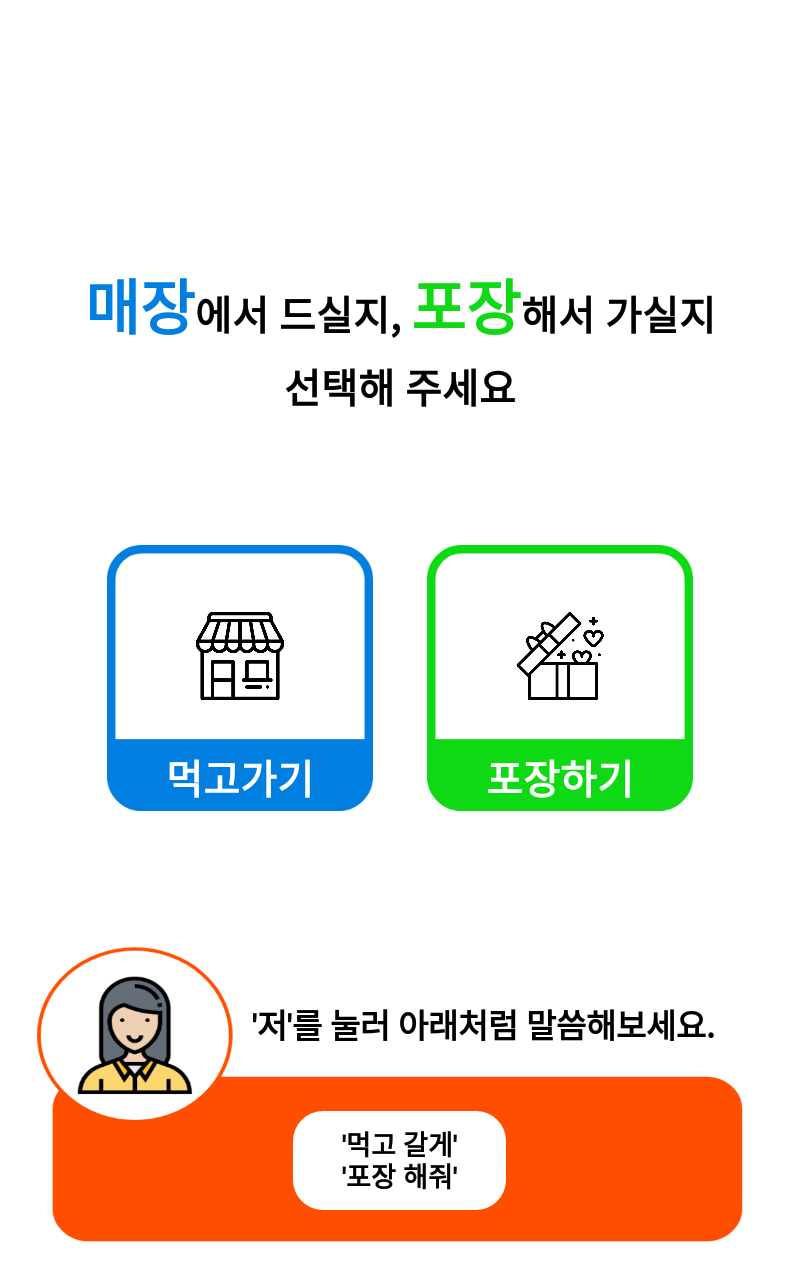 매장에서 드실지, 포장해서 가실지
선택해 주세요
먹고가기
포장하기
'저'를 눌러 아래처럼 말씀해보세요.
'먹고 갈게'
'포장 해줘'